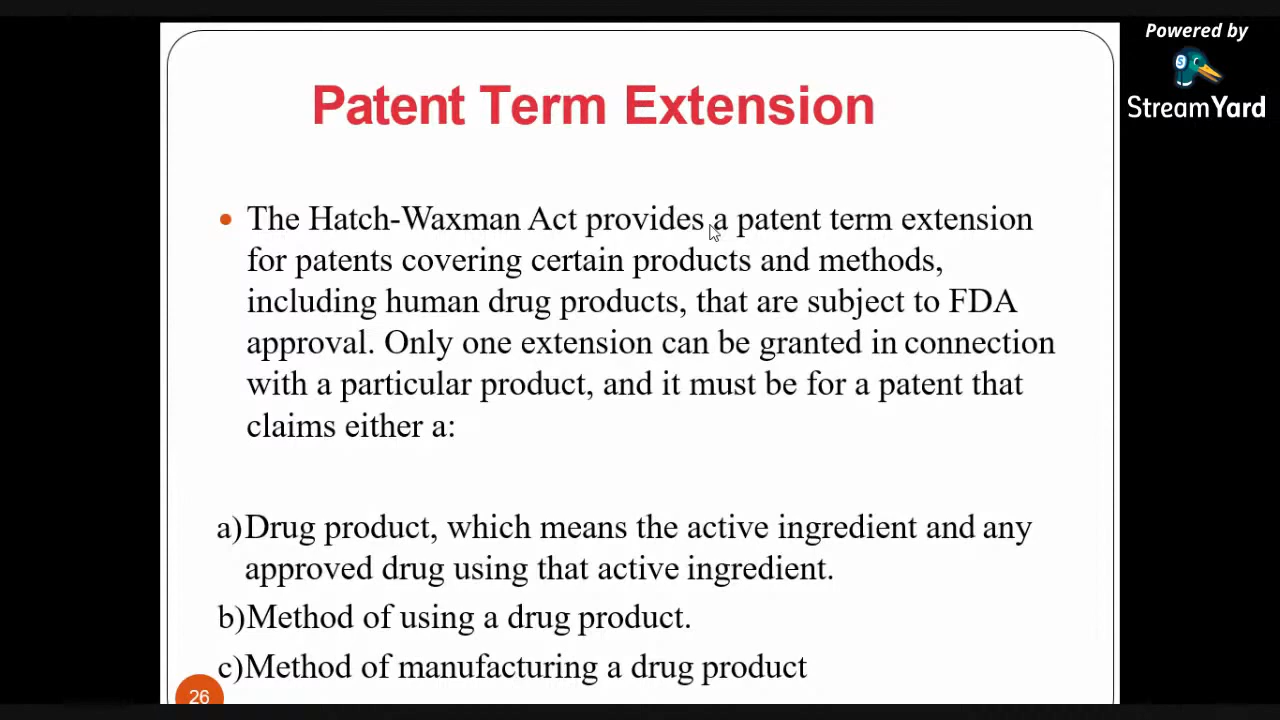 Powered by
StreamYard
Patent Term Extension
• The Hatch-Waxman Act provides a patent term extension
for patents covering certain products and methods,
including human drug products, that are subject to FDA
approval. Only one extension can be granted in connection
with a particular product, and it must be for a patent that
claims either a:
a)Drug product, which means the active ingredient and any
approved drug using that active ingredient.
b)Method of using a drug product.
c)Method of manufacturing a drug product
26